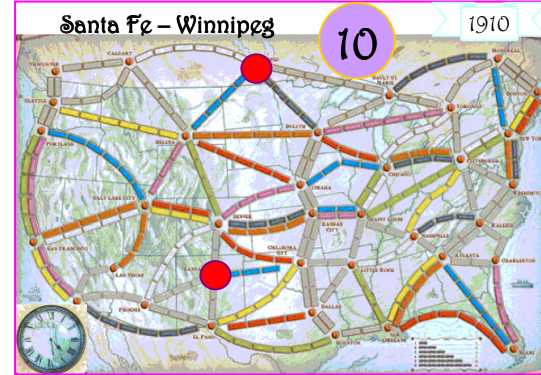 Santa Fe – Winnipeg
10
1910
CALGARY
VANCOUVER
SEATTLE
PORTLAND
MONTREAL
SAULT ST. MARIE
TORONTO
BOSTON
HELENA
DULUTH
NEW YORK
CHICAGO
PITTSBURGH
OMAHA
SALT LAKE CITY
DENVER
KANSAS CITY
SAINT LOUIS
WASHINGTON
RALEIGH
NASHVILLE
SAN FRANCISCO
OKLAHOMA CITY
ATLANTA
CHARLESTON
SANTA
LAS VEGAS
LITTLE ROCK
PHOENIX
DALLAS
EL PASO
HOUSTON
NEW ORLEANS
MIAMI